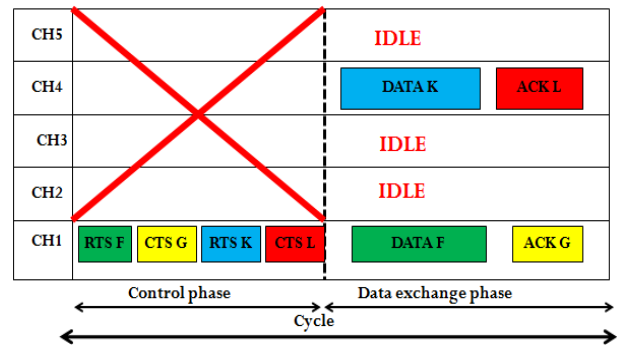 CH5
IDLE
CH4
DATA K
ACK L
CH3
IDLE
CH2
IDLE
CH1
RTS F
CTS G
RTS K
CTS L
DATA F
ACK G
Control phase
Data exchange phase
Cycle